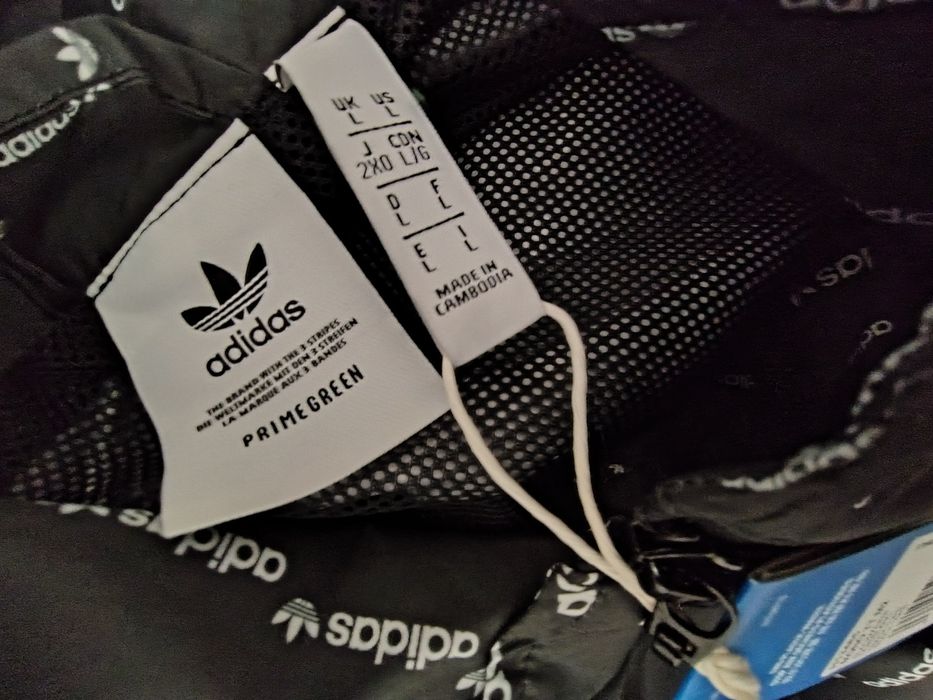 adidas
THE BRAND WITH THE 3 STRIPES
DIE WELTMARKE MIT DEN 3 STREIFEN
LA MARQUE AUX 3 BANDES
PRIMEGREEN
UK US
L L
J CDN
2XO L/G
D F
L L
E I
L L
MADE IN
CAMBODIA
adidas
adidas
adidas